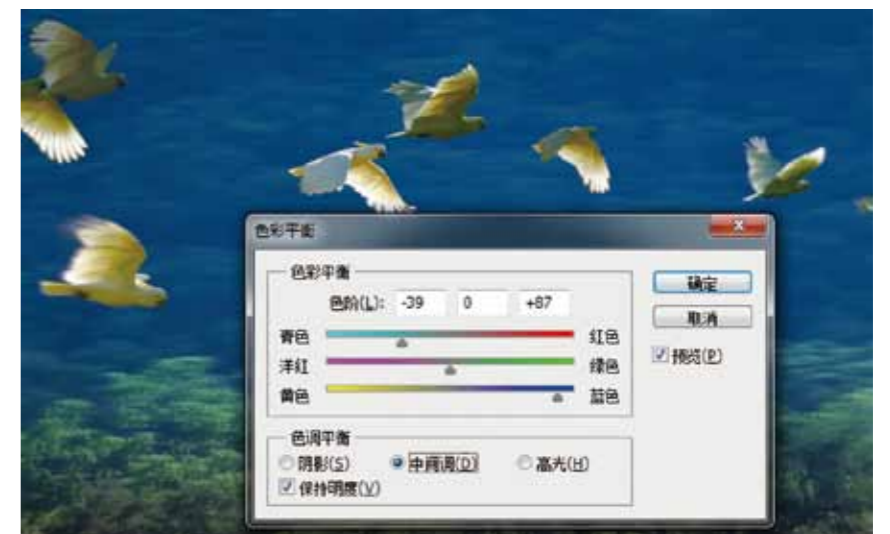 色彩平衡
色彩平衡
色阶(L): -39 0 +87
青色 红色
洋红 绿色
黄色 蓝色
确定
取消
预览(P)
色调平衡
阴影(S) 中间调(D) 高光(H)
保持明度(V)